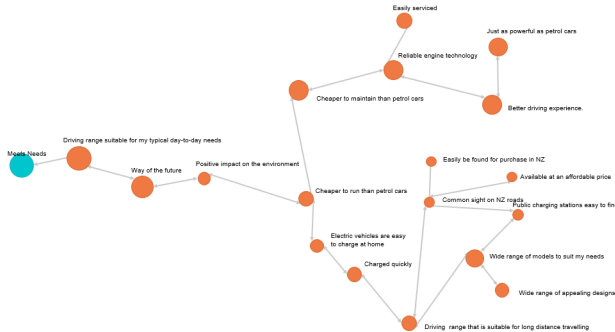 Easily serviced
Just as powerful as petrol cars
Reliable engine technology
Cheaper to maintain than petrol cars
Better driving experience.
Meets Needs
Driving range suitable for my typical day-to-day needs
Way of the future
Positive impact on the environment
Easily be found for purchase in NZ
Available at an affordable price
Cheaper to run than petrol cars
Common sight on NZ roads
Public charging stations easy to fin
Electric vehicles are easy
to charge at home
Charged quickly
Wide range of models to suit my needs
Wide range of appealing designs
Driving range that is suitable for long distance travelling